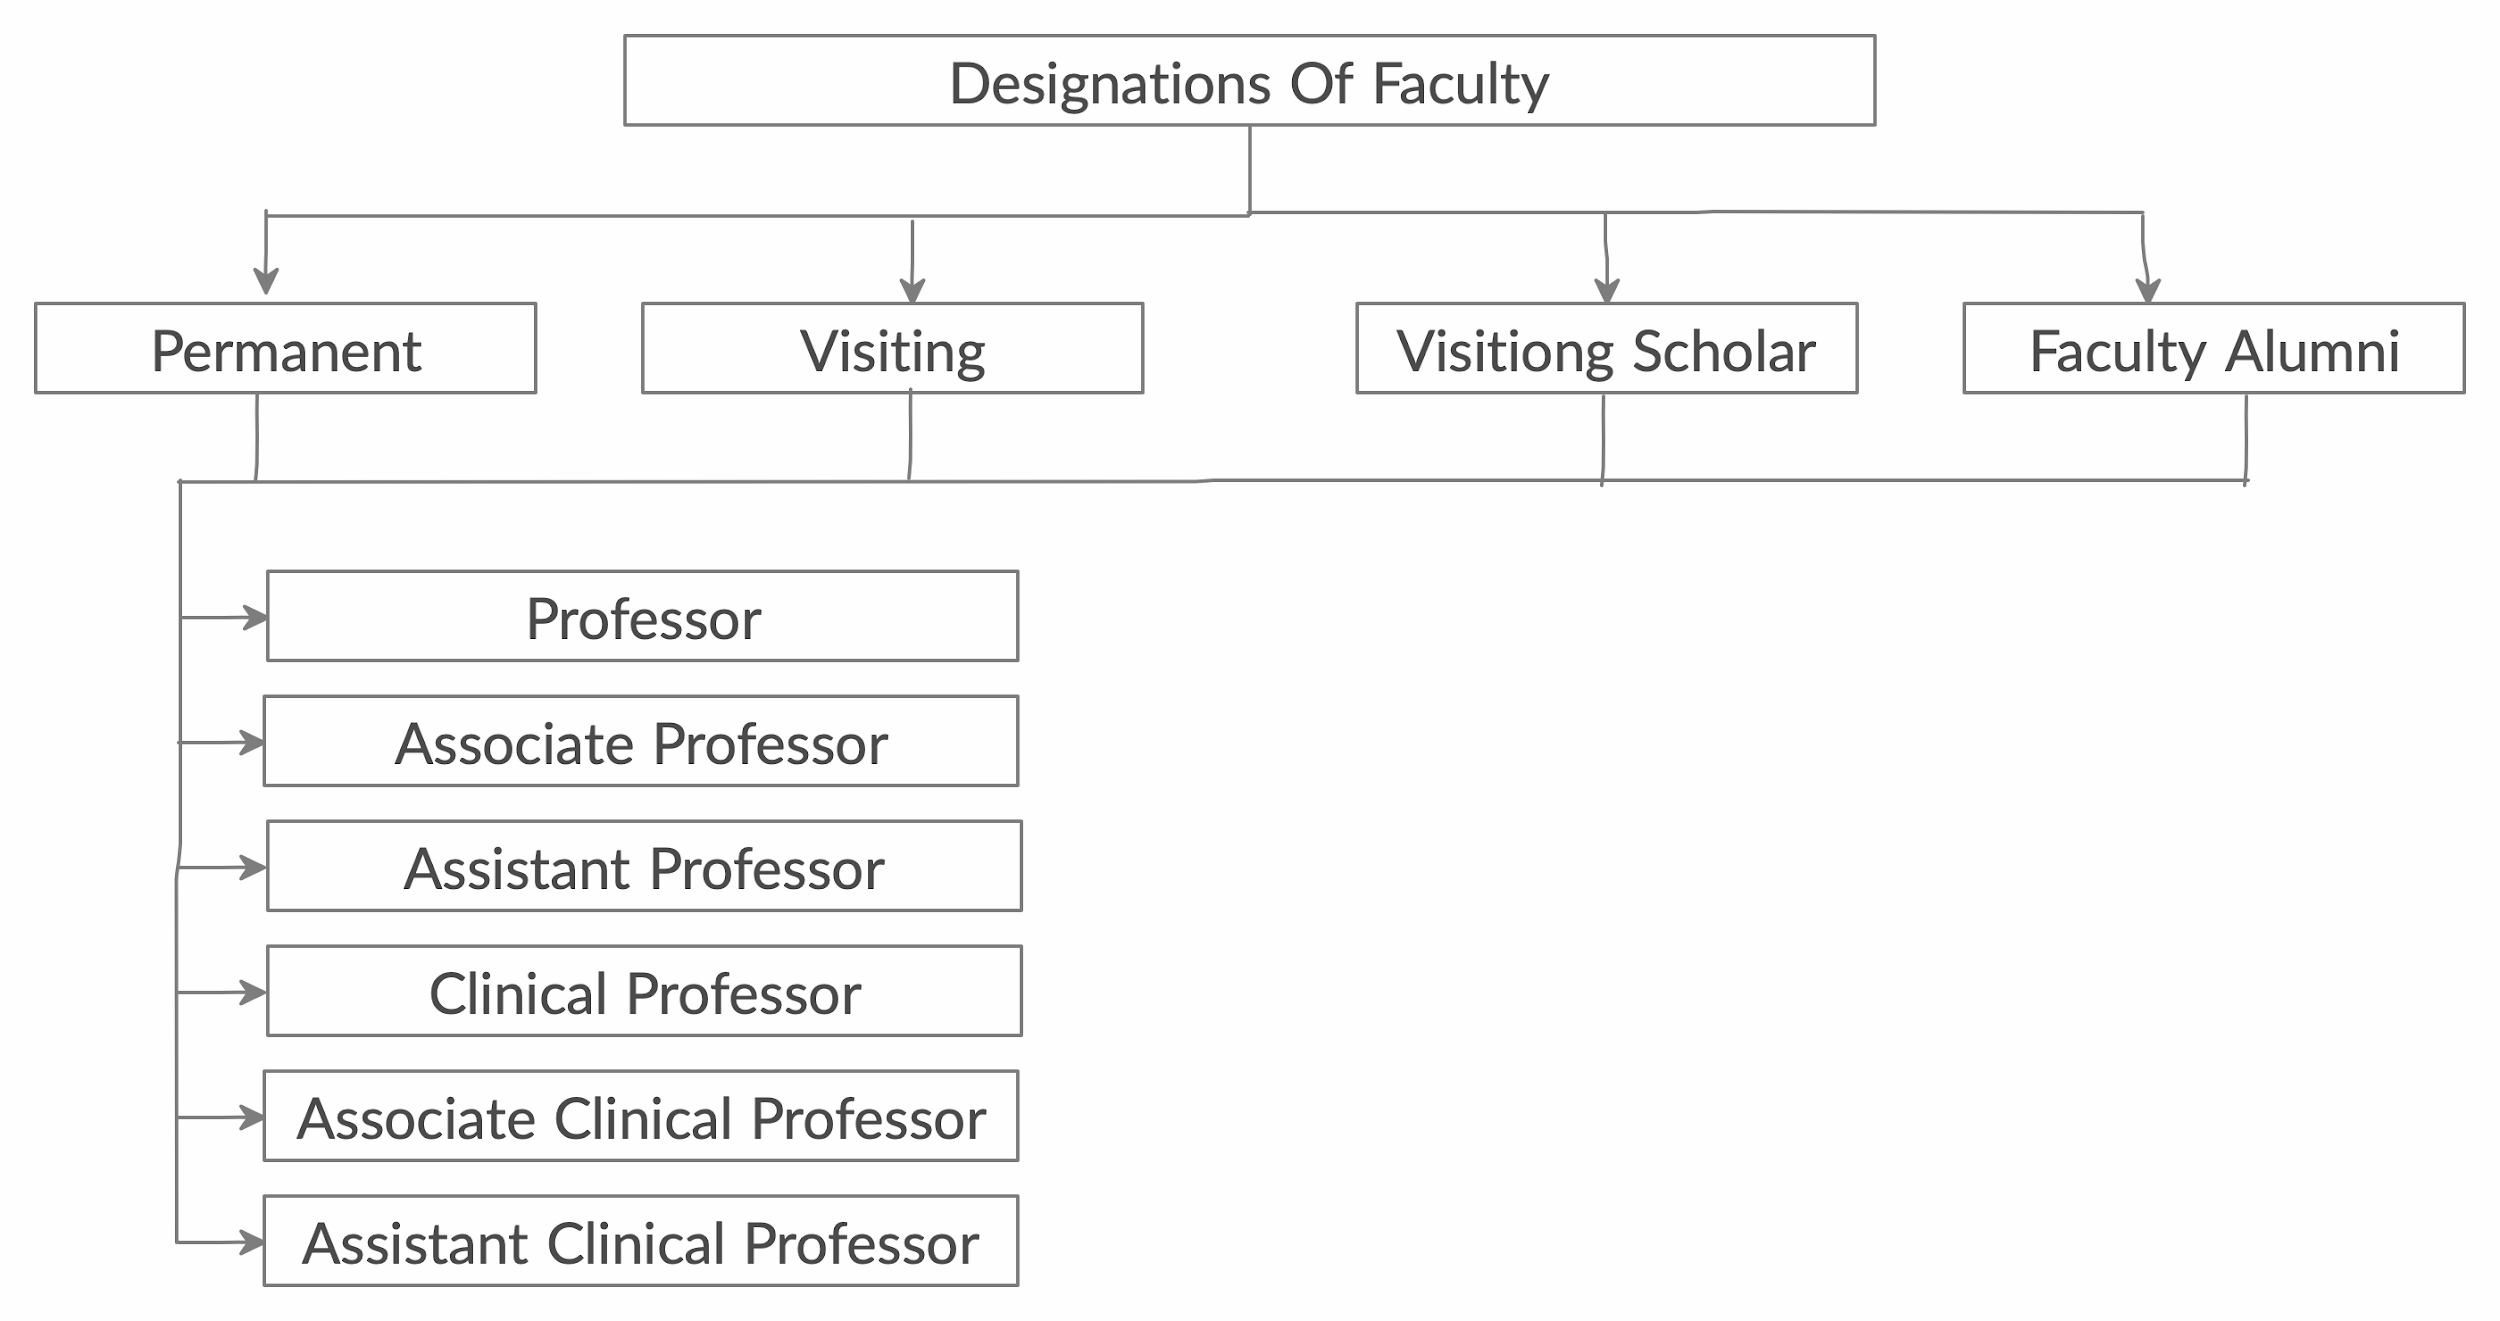 Designations Of Faculty
Permanent
Visiting
Visitiong Scholar
Faculty Alumni
Professor
Associate Professor
Assistant Professor
Clinical Professor
Associate Clinical Professor
Assistant Clinical Professor